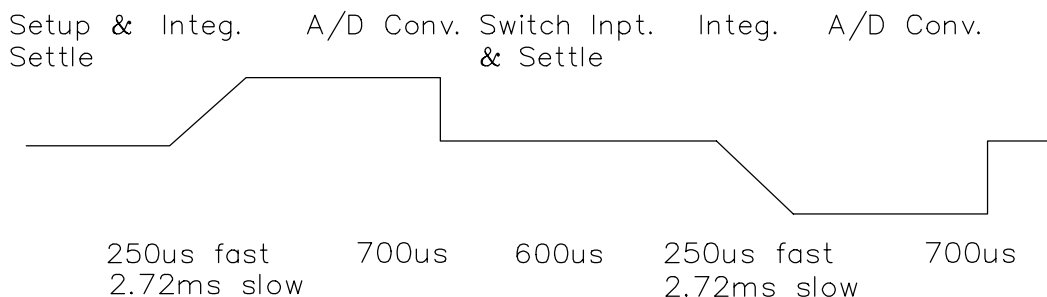 Setup & Integ. A/D Conv. Switch Inpt. Integ. A/D Conv.
Settle & Settle
250us fast 700us 600us 250us fast 700us
2.72ms slow 2.72ms slow